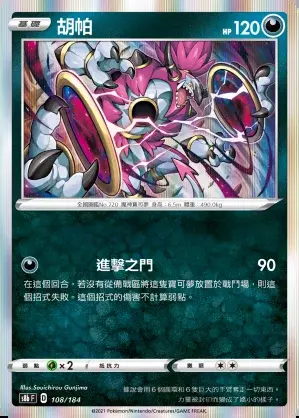 基礎 胡帕 HP 120
全國圖鑑No.720 魔神寶可夢 身高：6.5m 體重：490.0kg
進擊之門 90
在這個回合，若沒有從備戰區將這隻寶可夢放置於戰鬥場，則這
個招式失敗。這個招式的傷害不計算弱點。
弱點 ×2 抵抗力 撤退
Illus.Souichirou Gunjima
s8b F D 108/184
據說會用6個圓環和6隻巨大的手臂奪走一切東西。
力量被封印而變成了嬌小的樣子。
©2021 Pokémon/Nintendo/Creatures/GAME FREAK.